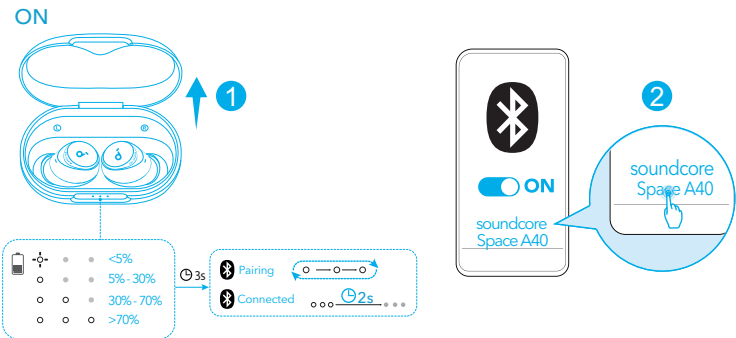 ON
1
L
R
<5%
5% - 30%
30% - 70%
>70%
3s
Pairing
Connected
2s
ON
soundcore
Space A40
2
soundcore
Space A40